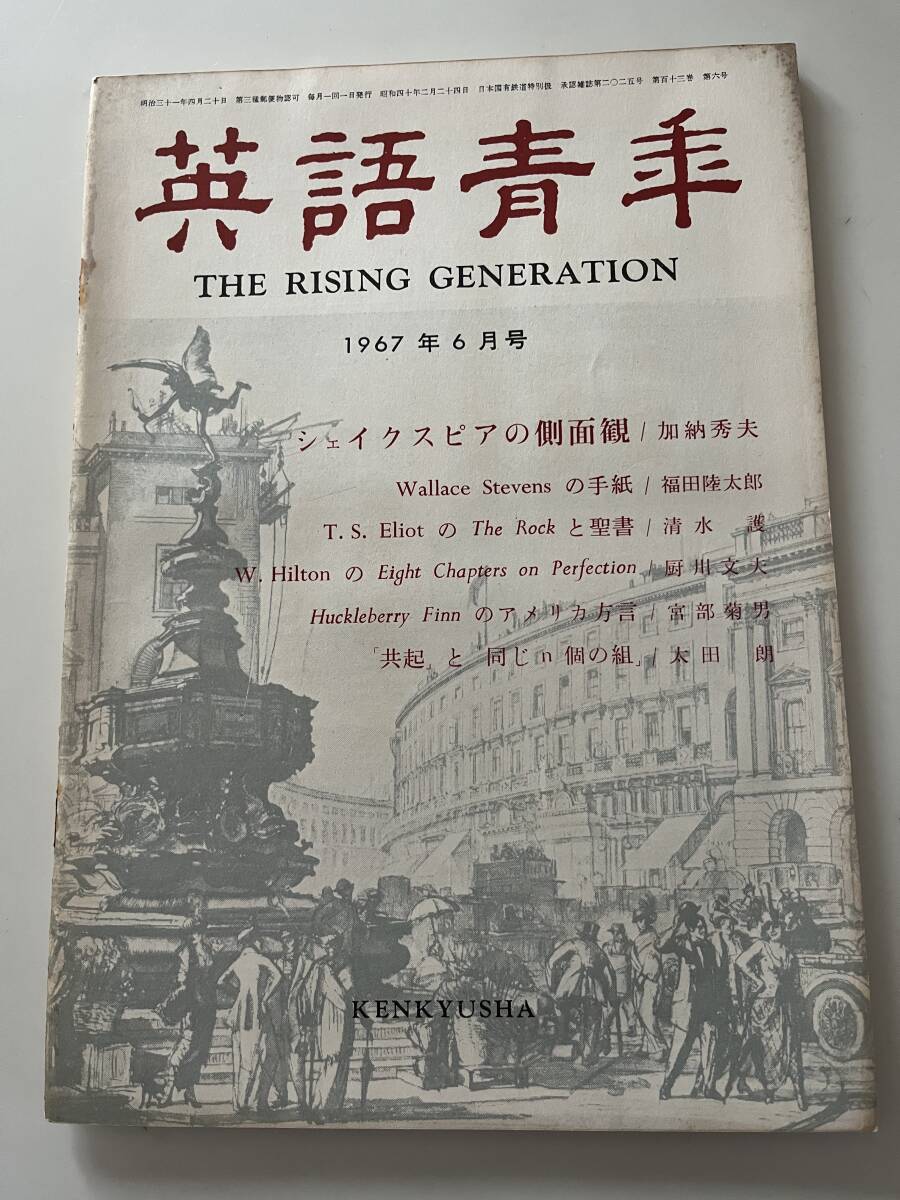 明治三十一年四月二十日 第三種郵便物認可 毎月一回一日発行 昭和四十年二月二十四日 日本国有鉄道特別扱 承認雑誌第二〇二五号 第百十三巻 第六号
英語青年
THE RISING GENERATION
1967年6月号
シェイクスピアの側面観 / 加納秀夫
Wallace Stevens の手紙 / 福田陸太郎
T. S. Eliot の The Rock と聖書 / 清水 護
W. Hilton の Eight Chapters on Perfection / 厨川文夫
Huckleberry Finn のアメリカ方言 / 宮部菊男
「共起」と「同じn個の組」/ 太田 朗
KENKYUSHA